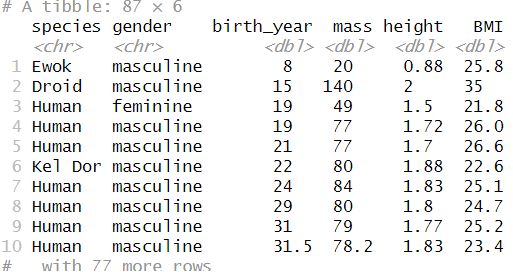 # A tibble: 87 × 6
species gender birth_year mass height BMI
<chr> <chr> <dbl> <dbl> <dbl> <dbl>
1 Ewok masculine 8 20 0.88 25.8
2 Droid masculine 15 140 2 35
3 Human feminine 19 49 1.5 21.8
4 Human masculine 19 77 1.72 26.0
5 Human masculine 21 77 1.7 26.6
6 Kel Dor masculine 22 80 1.88 22.6
7 Human masculine 24 84 1.83 25.1
8 Human masculine 29 80 1.8 24.7
9 Human masculine 31 79 1.77 25.2
10 Human masculine 31.5 78.2 1.83 23.4
# with 77 more rows